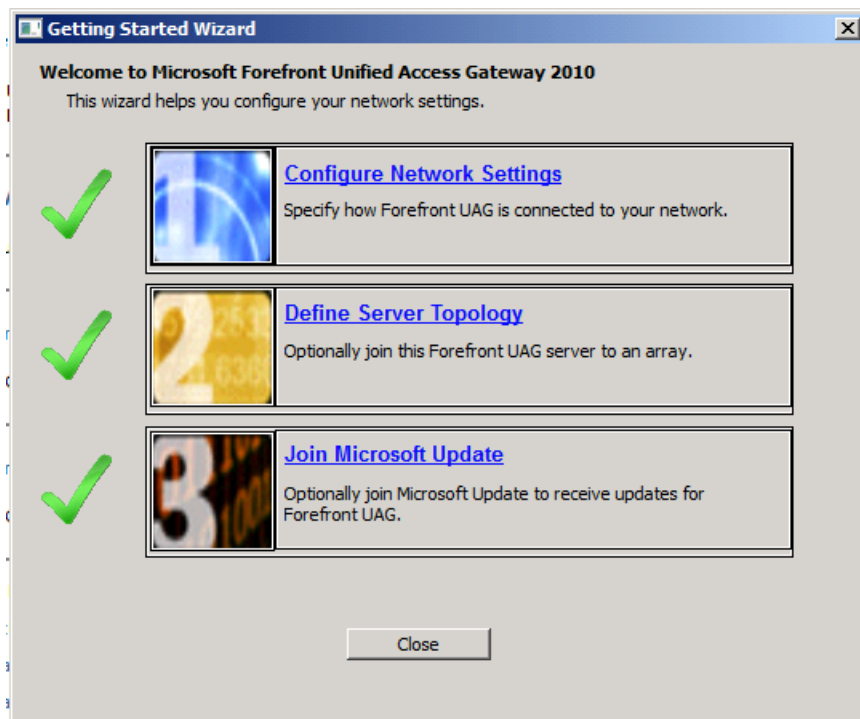 Getting Started Wizard
Welcome to Microsoft Forefront Unified Access Gateway 2010
This wizard helps you configure your network settings.
Configure Network Settings
Specify how Forefront UAG is connected to your network.
Define Server Topology
Optionally join this Forefront UAG server to an array.
Join Microsoft Update
Optionally join Microsoft Update to receive updates for
Forefront UAG.
Close